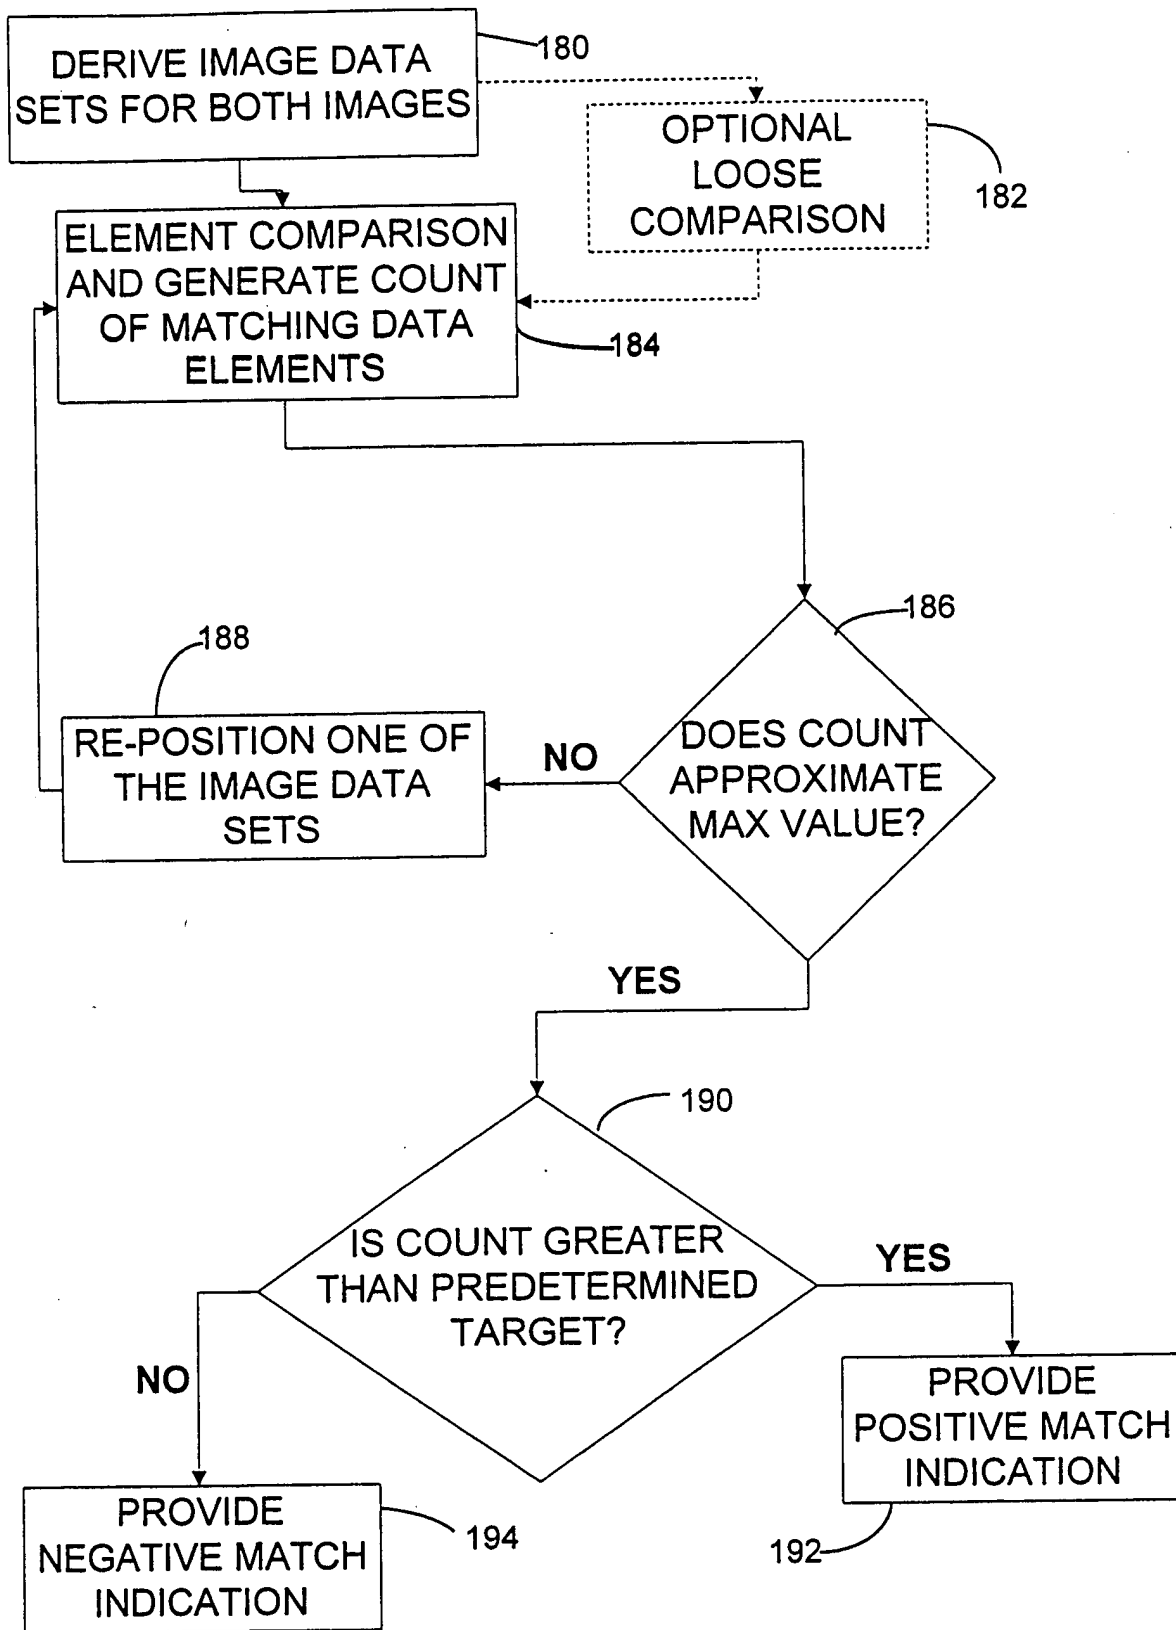 DERIVE IMAGE DATA
SETS FOR BOTH IMAGES
180
OPTIONAL
LOOSE
COMPARISON
182
ELEMENT COMPARISON
AND GENERATE COUNT
OF MATCHING DATA
ELEMENTS
184
186
DOES COUNT
APPROXIMATE
MAX VALUE?
NO
188
RE-POSITION ONE OF
THE IMAGE DATA
SETS
YES
190
IS COUNT GREATER
THAN PREDETERMINED
TARGET?
YES
PROVIDE
POSITIVE MATCH
INDICATION
192
NO
PROVIDE
NEGATIVE MATCH
INDICATION
194